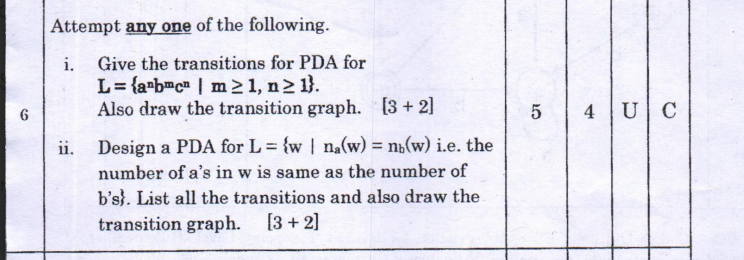 Attempt any one of the following.
i. Give the transitions for PDA for
L = {aⁿbᵐcⁿ | m ≥ 1, n ≥ 1}.
6 Also draw the transition graph. [3 + 2] 5 4 U C
ii. Design a PDA for L = {w | nₐ(w) = n_b(w) i.e. the
number of a's in w is same as the number of
b's}. List all the transitions and also draw the
transition graph. [3 + 2]